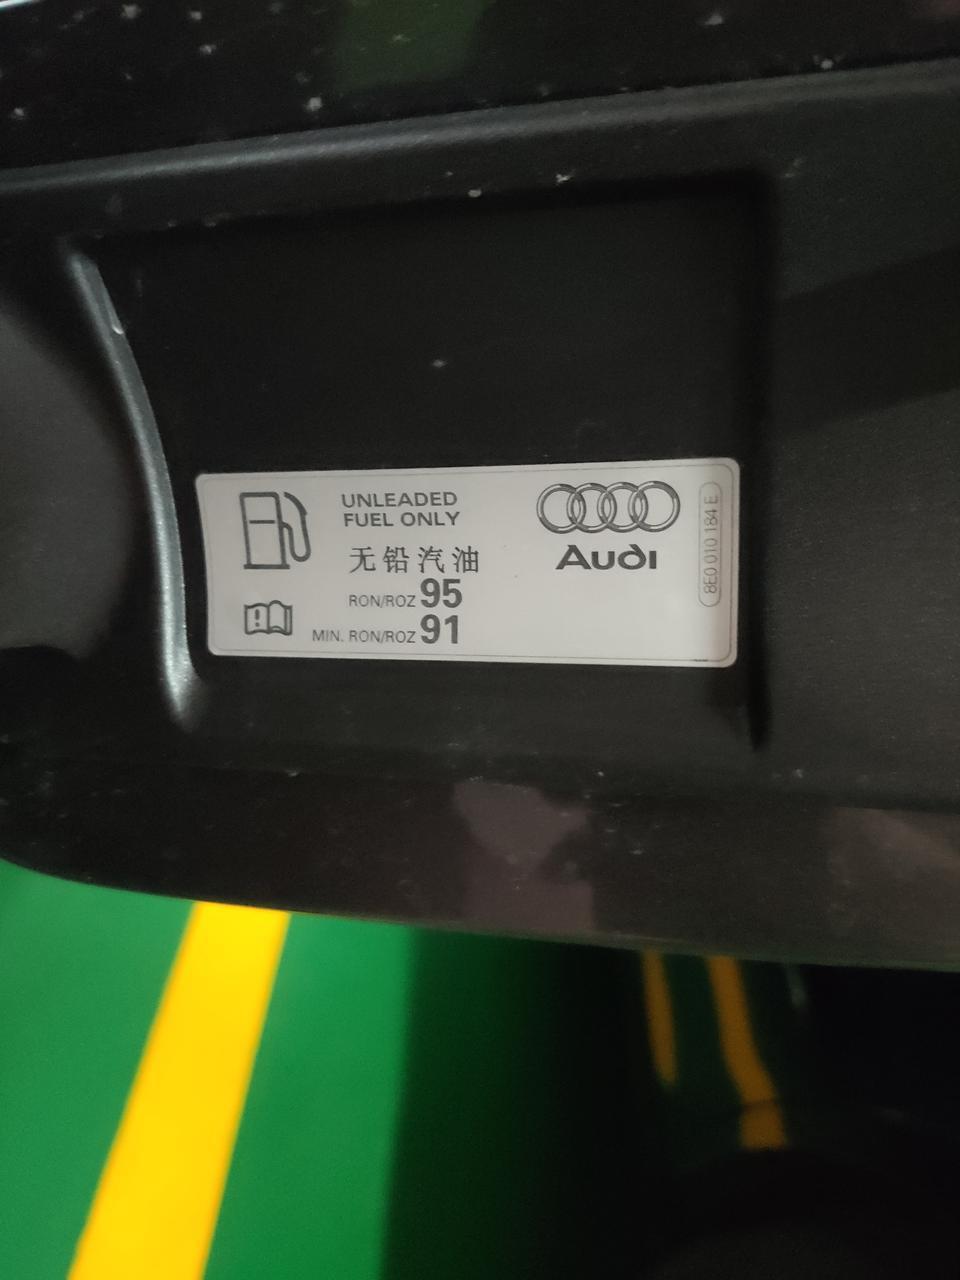 UNLEADED
FUEL ONLY
无铅汽油
RON/ROZ 95
MIN. RON/ROZ 91
Audi
8E0 010 184 E